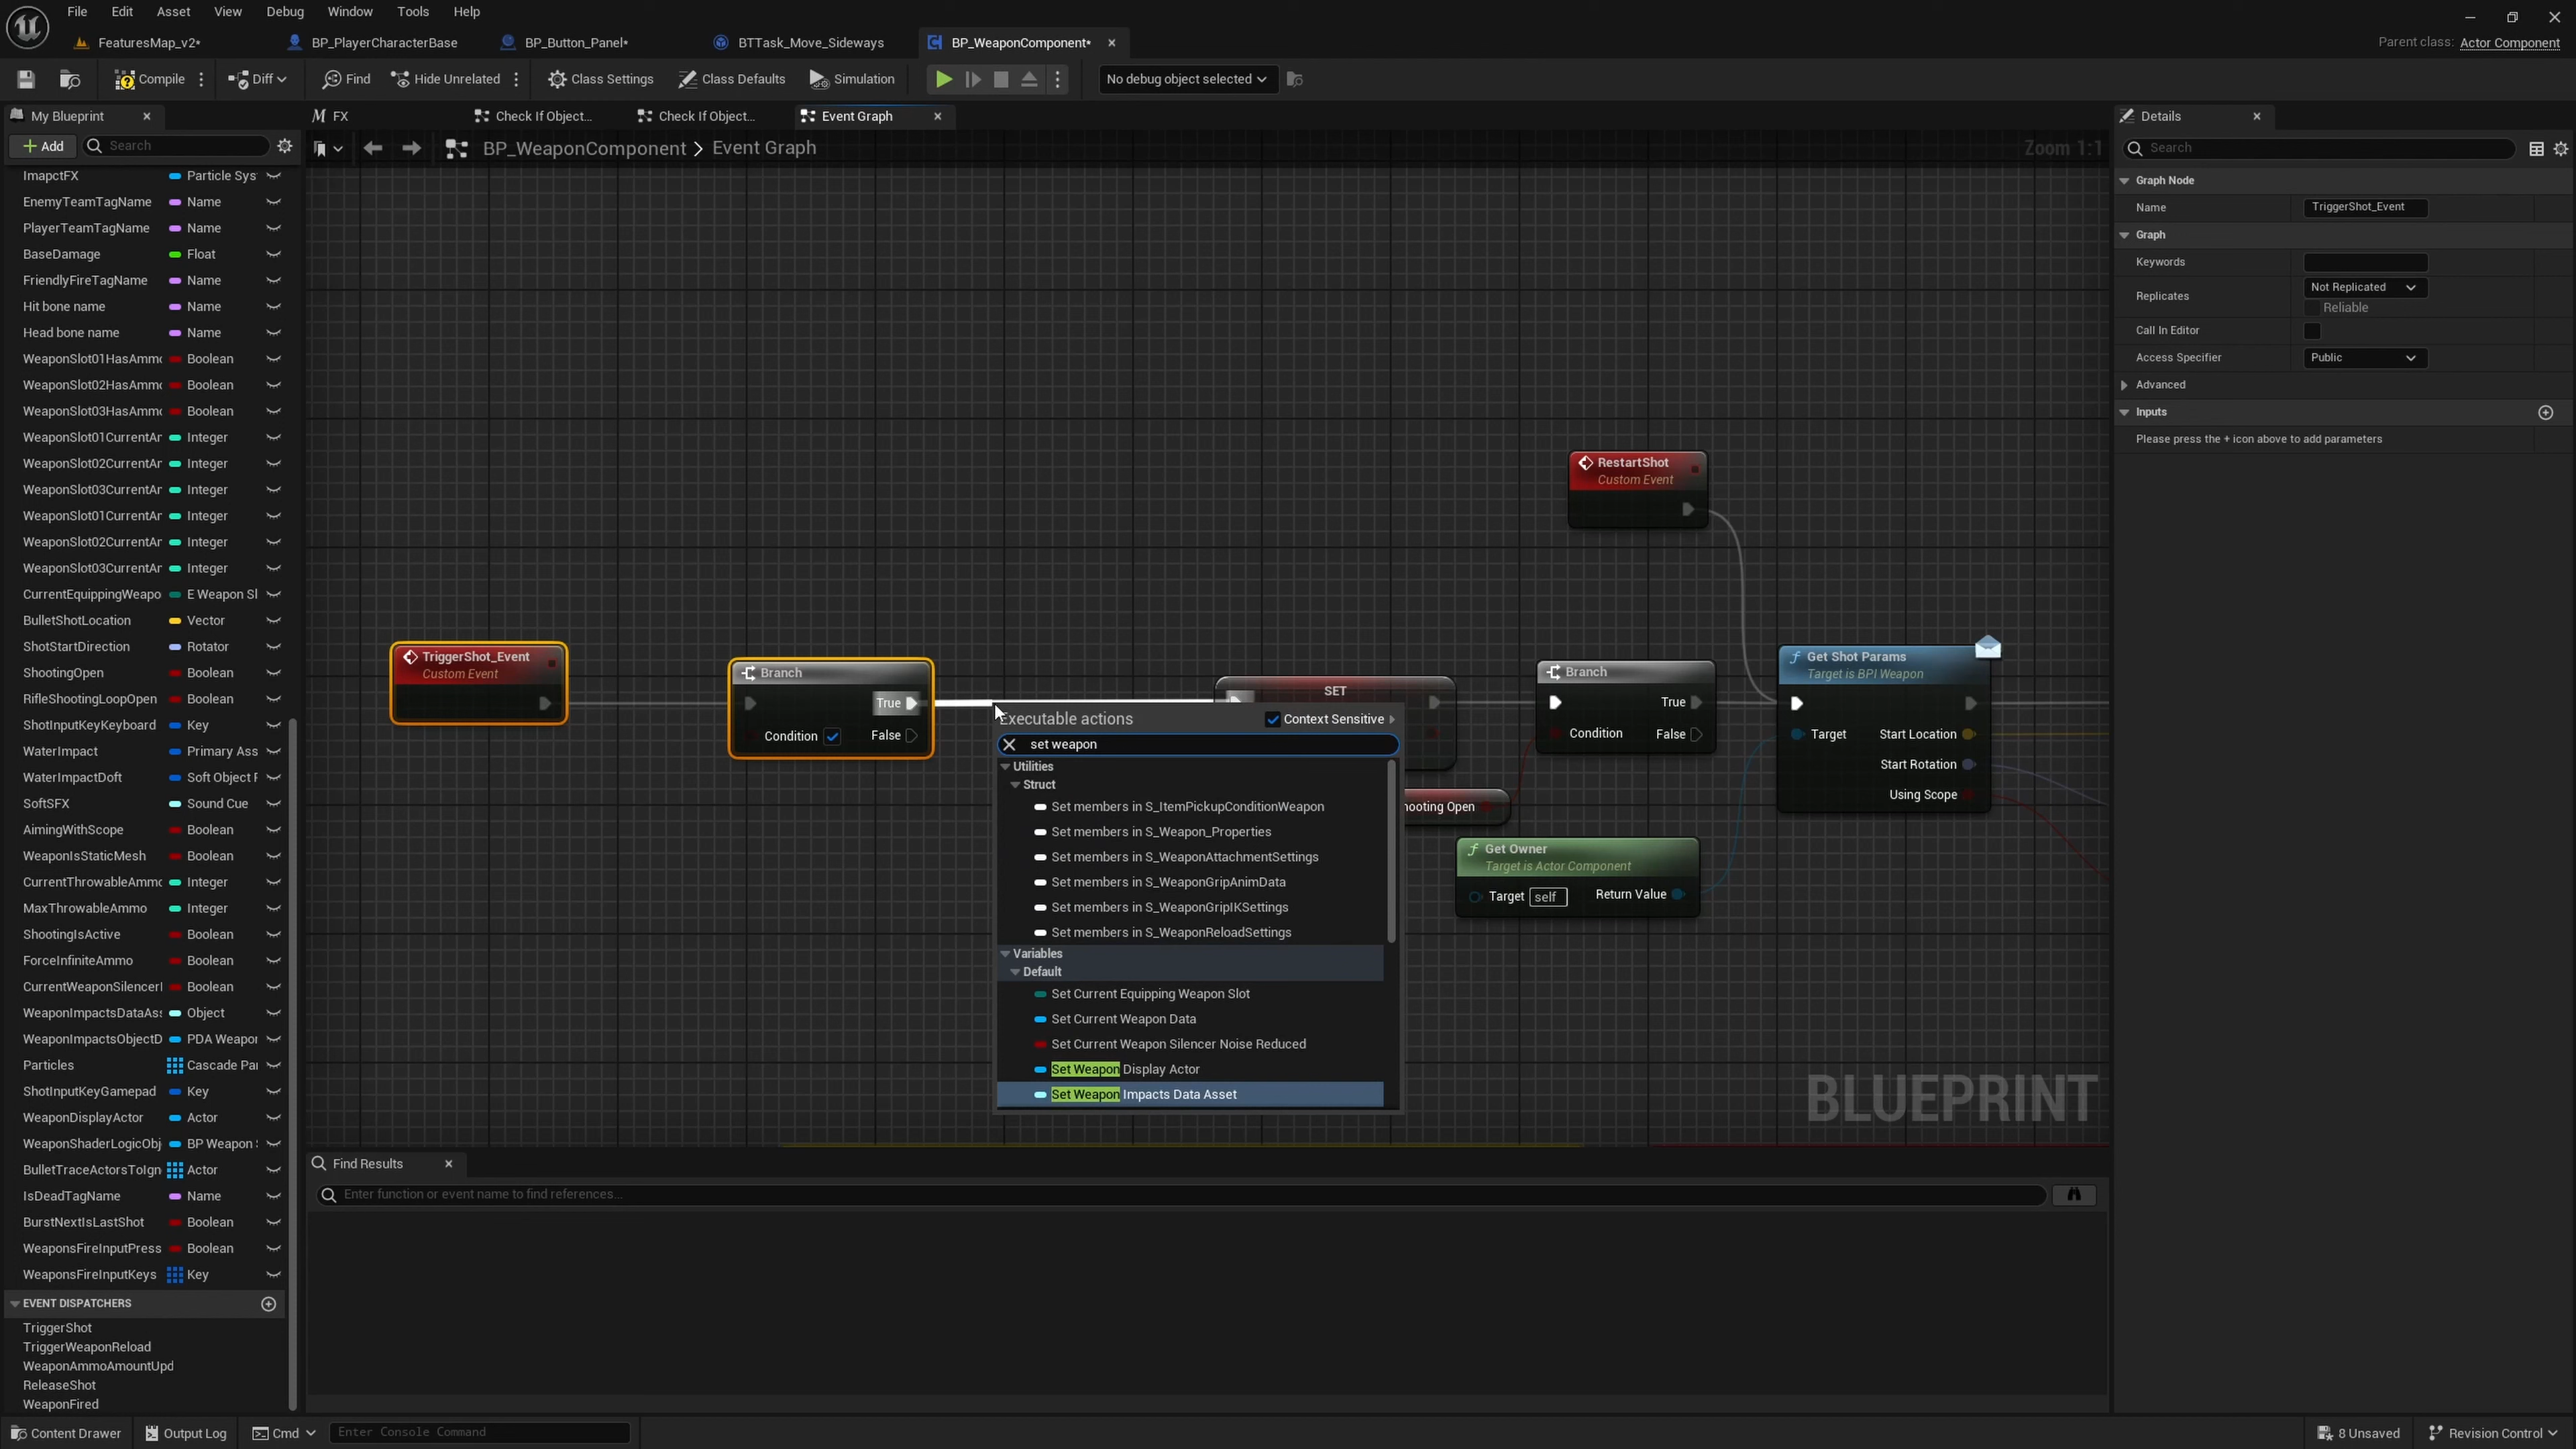 File Edit Asset View Debug Window Tools Help
FeaturesMap_v2* BP_PlayerCharacterBase BP_Button_Panel* BTTask_Move_Sideways BP_WeaponComponent*
Parent class: Actor Component
Compile Diff Find Hide Unrelated Class Settings Class Defaults Simulation No debug object selected
My Blueprint
FX Check If Object... Check If Object... Event Graph
Details
Add Search
BP_WeaponComponent > Event Graph
Zoom 1:1
Search
ImapctFX Particle Sys
EnemyTeamTagName Name
PlayerTeamTagName Name
BaseDamage Float
FriendlyFireTagName Name
Hit bone name Name
Head bone name Name
WeaponSlot01HasAmmo Boolean
WeaponSlot02HasAmmo Boolean
WeaponSlot03HasAmmo Boolean
WeaponSlot01CurrentAr Integer
WeaponSlot02CurrentAr Integer
WeaponSlot03CurrentAr Integer
WeaponSlot01CurrentAr Integer
WeaponSlot02CurrentAr Integer
WeaponSlot03CurrentAr Integer
CurrentEquippingWeapo E Weapon Sl
BulletShotLocation Vector
ShotStartDirection Rotator
ShootingOpen Boolean
RifleShootingLoopOpen Boolean
ShotInputKeyKeyboard Key
WaterImpact Primary Ass
WaterImpactDoft Soft Object F
SoftSFX Sound Cue
AimingWithScope Boolean
WeaponIsStaticMesh Boolean
CurrentThrowableAmmo Integer
MaxThrowableAmmo Integer
ShootingIsActive Boolean
ForceInfiniteAmmo Boolean
CurrentWeaponSilencerI Boolean
WeaponImpactsDataAss Object
WeaponImpactsObjectD PDA Weapor
Particles Cascade Pai
ShotInputKeyGamepad Key
WeaponDisplayActor Actor
WeaponShaderLogicObj BP Weapon
BulletTraceActorsToIgn Actor
IsDeadTagName Name
BurstNextIsLastShot Boolean
WeaponsFireInputPress Boolean
WeaponsFireInputKeys Key
EVENT DISPATCHERS
TriggerShot
TriggerWeaponReload
WeaponAmmoAmountUpd
ReleaseShot
WeaponFired
RestartShot
Custom Event
TriggerShot_Event
Custom Event
Branch
True
Condition False
SET
Branch
True
Condition False
hooting Open
Get Shot Params
Target is BPI Weapon
Target Start Location
Start Rotation
Using Scope
Get Owner
Target is Actor Component
Target self Return Value
Executable actions Context Sensitive
set weapon
Utilities
Struct
Set members in S_ItemPickupConditionWeapon
Set members in S_Weapon_Properties
Set members in S_WeaponAttachmentSettings
Set members in S_WeaponGripAnimData
Set members in S_WeaponGripIKSettings
Set members in S_WeaponReloadSettings
Variables
Default
Set Current Equipping Weapon Slot
Set Current Weapon Data
Set Current Weapon Silencer Noise Reduced
Set Weapon Display Actor
Set Weapon Impacts Data Asset
BLUEPRINT
Find Results
Enter function or event name to find references...
Graph Node
Name TriggerShot_Event
Graph
Keywords
Replicates Not Replicated
Reliable
Call In Editor
Access Specifier Public
Advanced
Inputs
Please press the + icon above to add parameters
Content Drawer Output Log Cmd Enter Console Command 8 Unsaved Revision Control